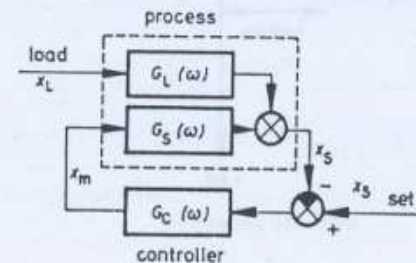 process
load
x_L
G_L (ω)
G_S (ω)
x_S
x_m
−
x_S
set
G_C (ω)
+
controller